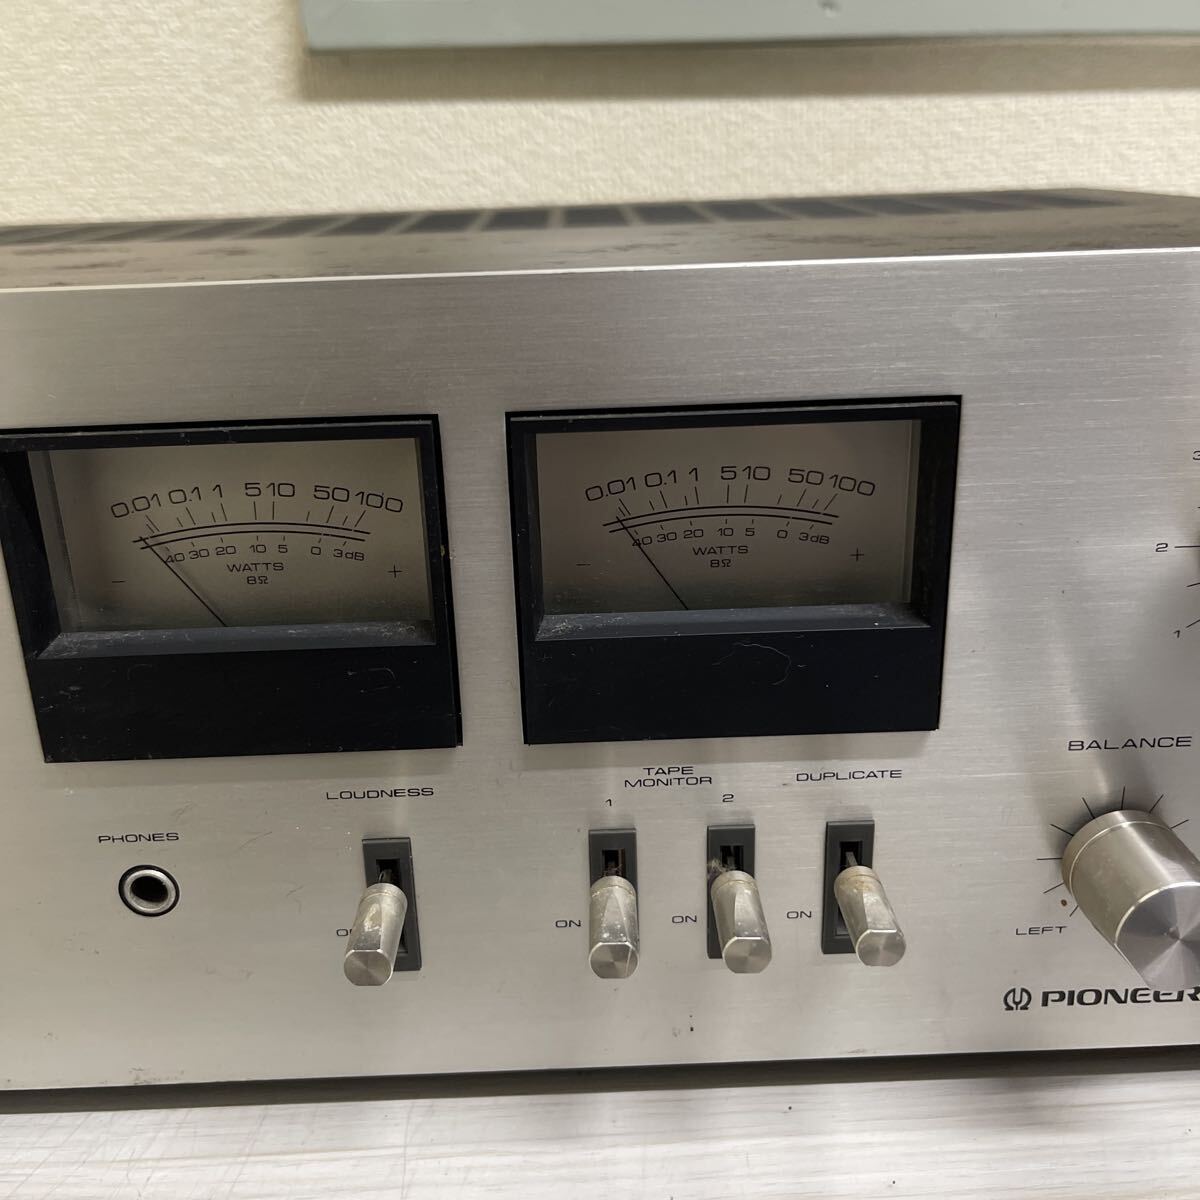 0.01 0.1 1 5 10 50 100
40 30 20 10 5 0 3dB
WATTS
8Ω
- +
0.01 0.1 1 5 10 50 100
40 30 20 10 5 0 3dB
WATTS
8Ω
- +
3
2
1
BALANCE
LEFT
PHONES
LOUDNESS
TAPE
MONITOR
1 2
DUPLICATE
ON
ON
ON
PIONEER